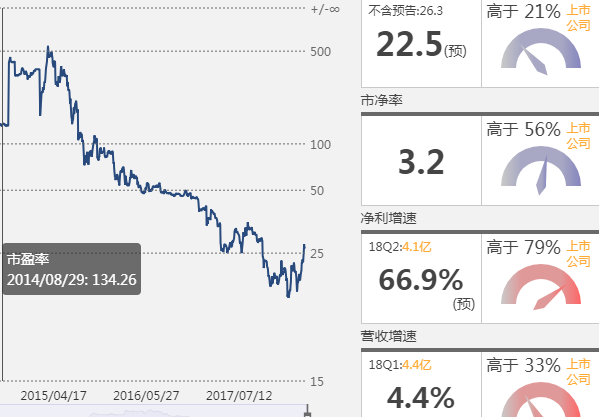 +/-∞
500
100
50
25
15
市盈率
2014/08/29: 134.26
2015/04/17 2016/05/27 2017/07/12
不含预告:26.3
22.5(预)
高于 21% 上市公司
市净率
3.2
高于 56% 上市公司
净利增速
18Q2:4.1亿
66.9%
(预)
高于 79% 上市公司
营收增速
18Q1:4.4亿
4.4%
高于 33% 上市公司